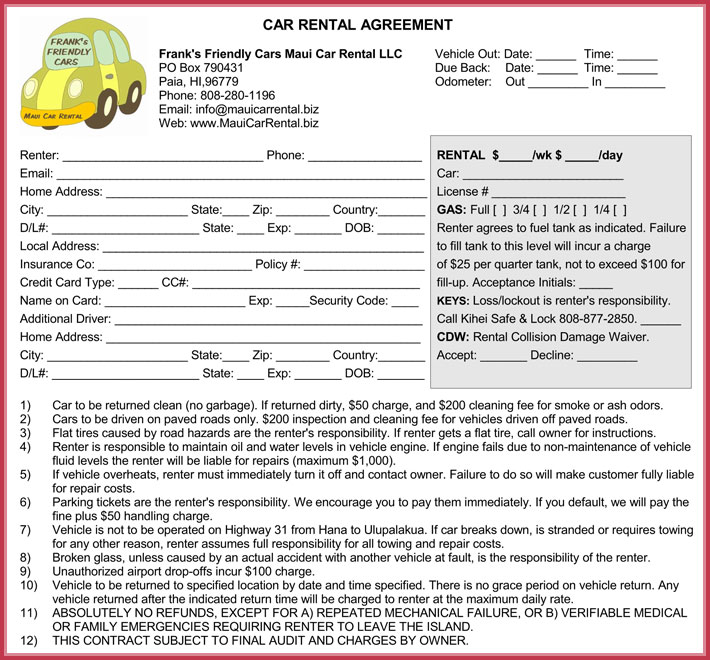 CAR RENTAL AGREEMENT
FRANK's
FRIENDLY
CARS
MAUI CAR RENTAL
Frank's Friendly Cars Maui Car Rental LLC
PO Box 790431
Paia, HI,96779
Phone: 808-280-1196
Email: info@mauicarrental.biz
Web: www.MauiCarRental.biz
Vehicle Out: Date: ______ Time: ______
Due Back: Date: ______ Time: ______
Odometer: Out _________ In _________
Renter: ______________________________ Phone: _________________
Email: _______________________________________________________
Home Address: ________________________________________________
City: _____________________ State:____ Zip: ________ Country:_______
D/L#: ______________________ State: ____ Exp: _______ DOB: _______
Local Address: ________________________________________________
Insurance Co: _______________________ Policy #: __________________
Credit Card Type: ______ CC#: __________________________________
Name on Card: _____________________ Exp: _____Security Code: ____
Additional Driver: ______________________________________________
Home Address: _______________________________________________
City: _____________________ State:____ Zip: ________ Country:_______
D/L#: ______________________ State: ____ Exp: _______ DOB: _______
RENTAL $_____/wk $ _____/day
Car: ________________________
License # ____________________
GAS: Full [ ] 3/4 [ ] 1/2 [ ] 1/4 [ ]
Renter agrees to fuel tank as indicated. Failure
to fill tank to this level will incur a charge
of $25 per quarter tank, not to exceed $100 for
fill-up. Acceptance Initials: _____
KEYS: Loss/lockout is renter's responsibility.
Call Kihei Safe & Lock 808-877-2850. ______
CDW: Rental Collision Damage Waiver.
Accept: _______ Decline: _________
1) Car to be returned clean (no garbage). If returned dirty, $50 charge, and $200 cleaning fee for smoke or ash odors.
2) Cars to be driven on paved roads only. $200 inspection and cleaning fee for vehicles driven off paved roads.
3) Flat tires caused by road hazards are the renter's responsibility. If renter gets a flat tire, call owner for instructions.
4) Renter is responsible to maintain oil and water levels in vehicle engine. If engine fails due to non-maintenance of vehicle
fluid levels the renter will be liable for repairs (maximum $1,000).
5) If vehicle overheats, renter must immediately turn it off and contact owner. Failure to do so will make customer fully liable
for repair costs.
6) Parking tickets are the renter's responsibility. We encourage you to pay them immediately. If you default, we will pay the
fine plus $50 handling charge.
7) Vehicle is not to be operated on Highway 31 from Hana to Ulupalakua. If car breaks down, is stranded or requires towing
for any other reason, renter assumes full responsibility for all towing and repair costs.
8) Broken glass, unless caused by an actual accident with another vehicle at fault, is the responsibility of the renter.
9) Unauthorized airport drop-offs incur $100 charge.
10) Vehicle to be returned to specified location by date and time specified. There is no grace period on vehicle return. Any
vehicle returned after the indicated return time will be charged to renter at the maximum daily rate.
11) ABSOLUTELY NO REFUNDS, EXCEPT FOR A) REPEATED MECHANICAL FAILURE, OR B) VERIFIABLE MEDICAL
OR FAMILY EMERGENCIES REQUIRING RENTER TO LEAVE THE ISLAND.
12) THIS CONTRACT SUBJECT TO FINAL AUDIT AND CHARGES BY OWNER.